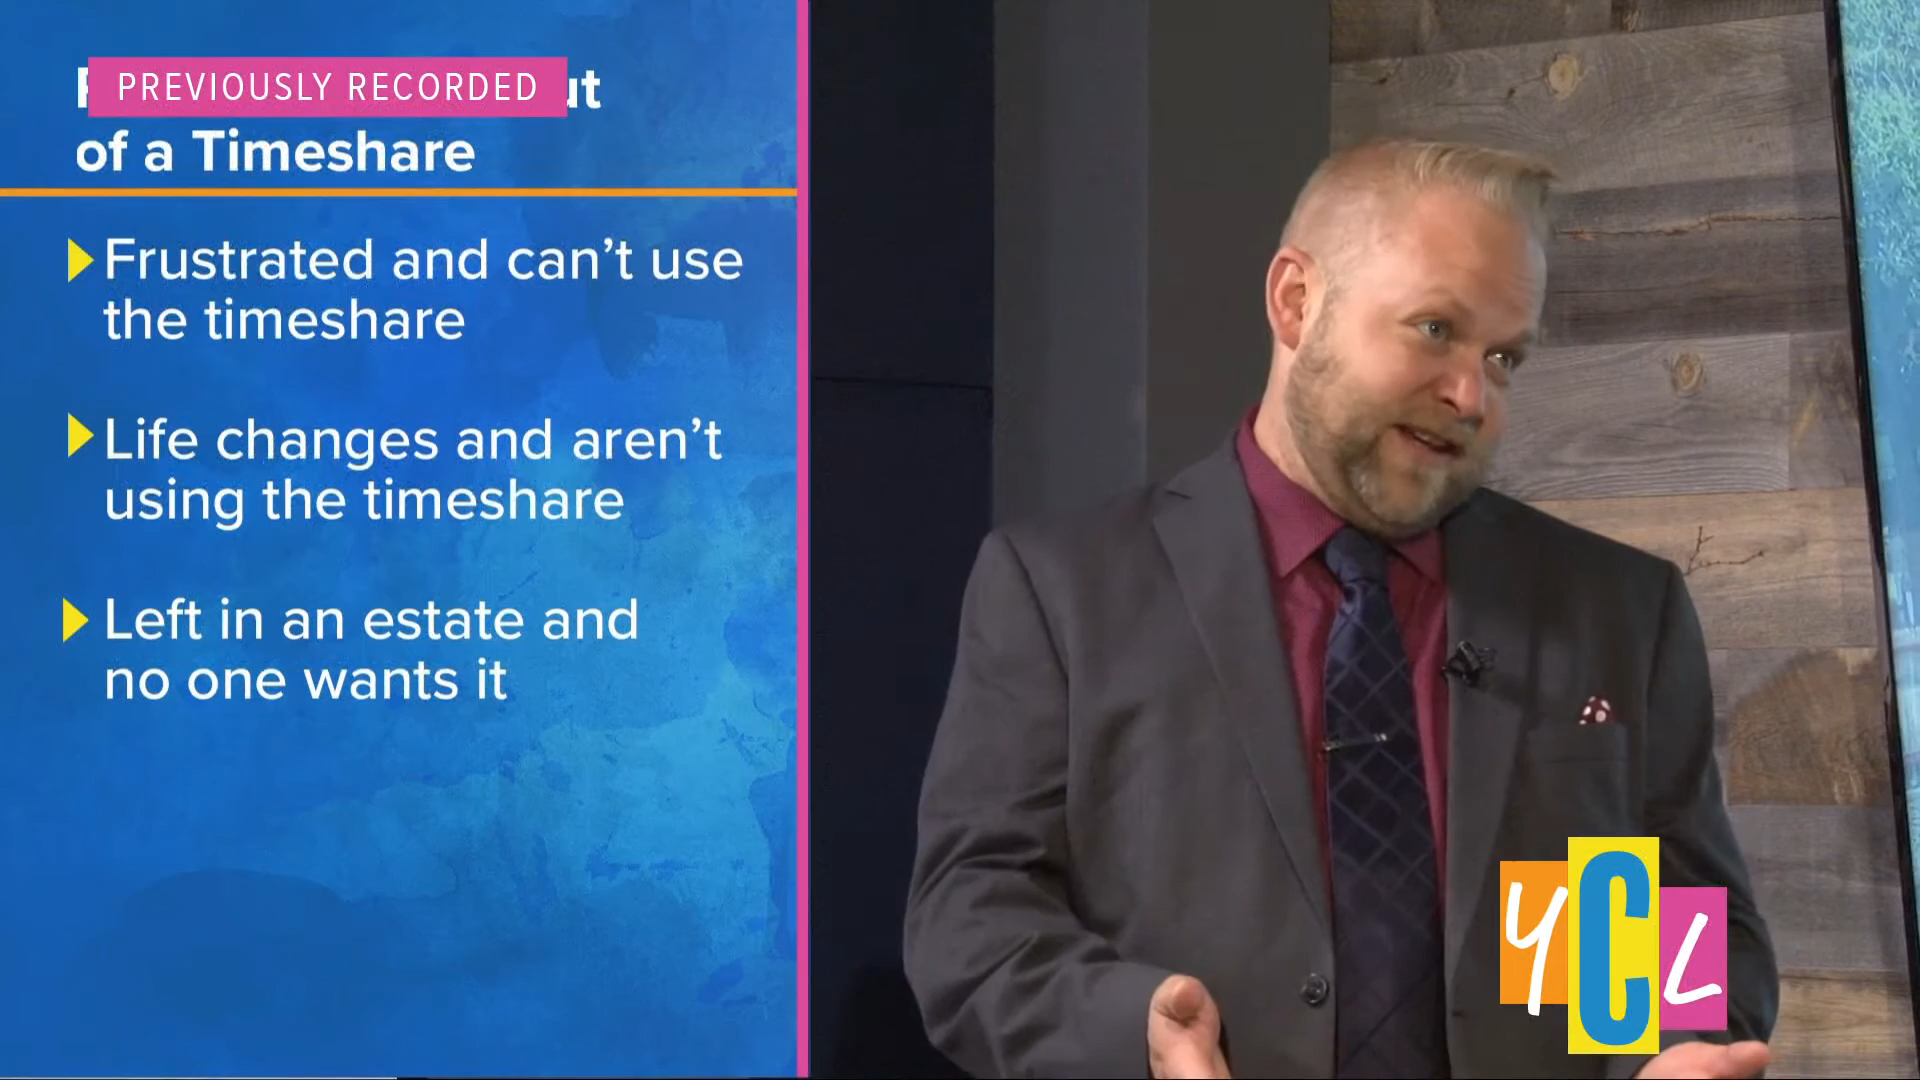 PREVIOUSLY RECORDED
of a Timeshare
Frustrated and can’t use
the timeshare
Life changes and aren’t
using the timeshare
Left in an estate and
no one wants it
YCL